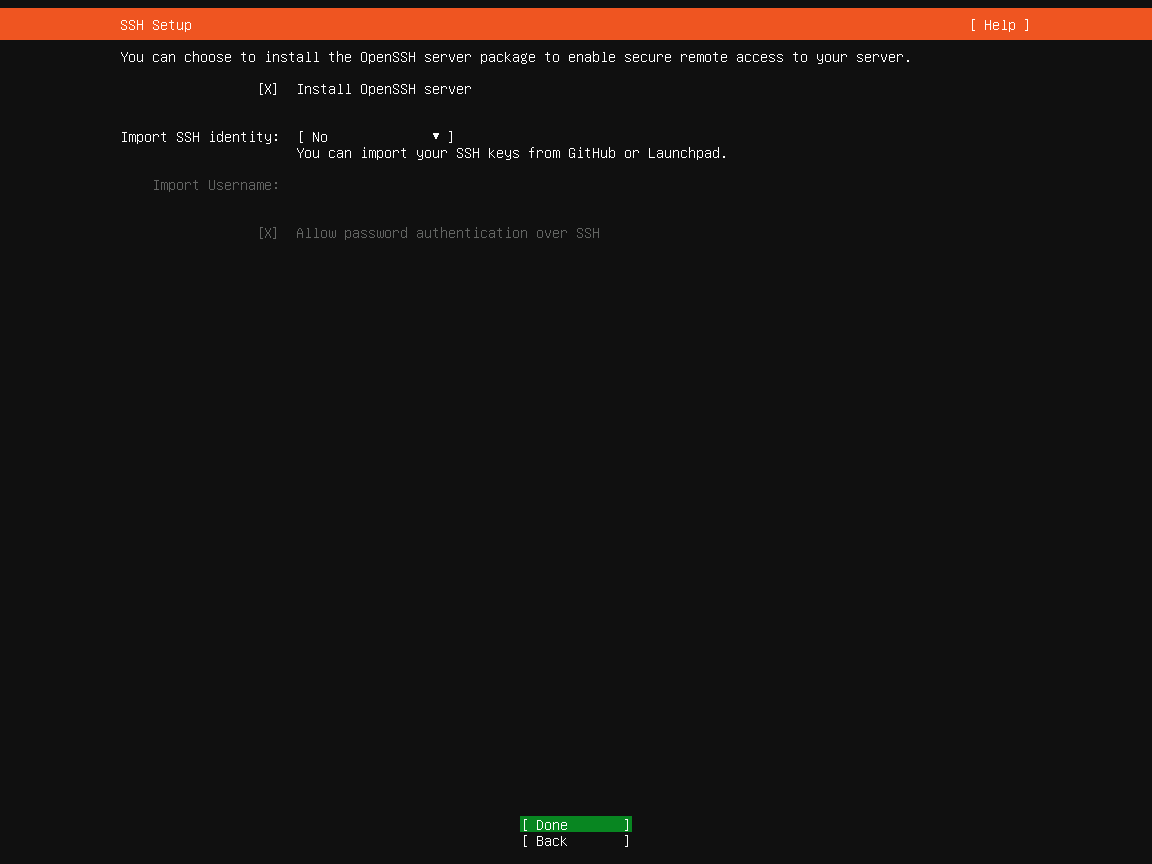 SSH Setup [ Help ]
You can choose to install the OpenSSH server package to enable secure remote access to your server.
[X] Install OpenSSH server
Import SSH identity: [ No ▾ ]
You can import your SSH keys from GitHub or Launchpad.
Import Username:
[X] Allow password authentication over SSH
[ Done ]
[ Back ]